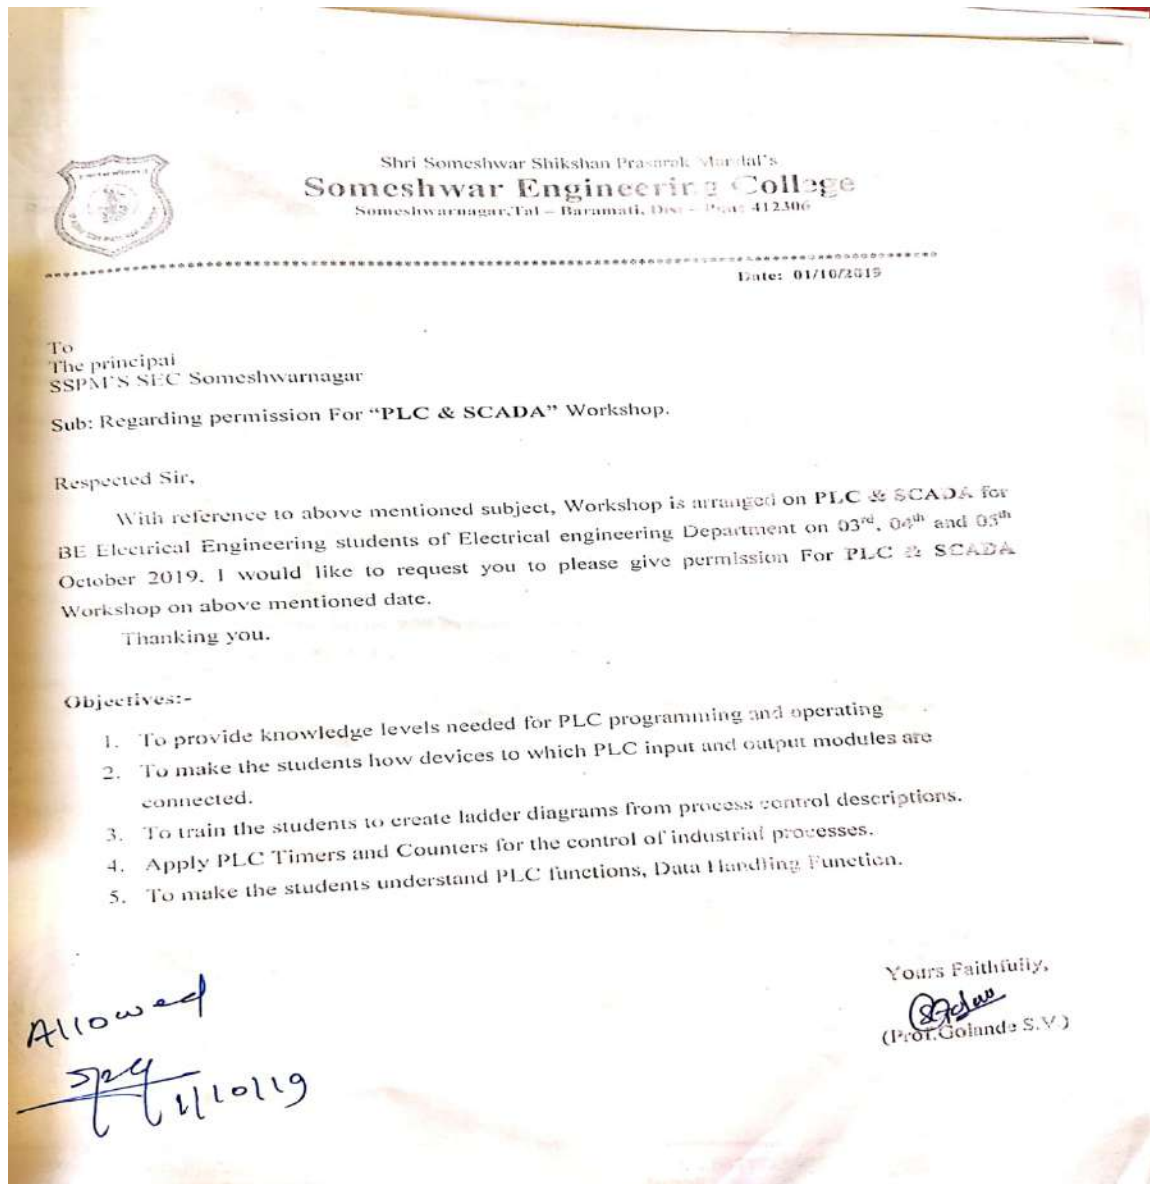 Shri Someshwar Shikshan Prasarak Mandal's
Someshwar Engineering College
Someshwarnagar,Tal – Baramati, Dist – Pune 412306
Date: 01/10/2019
To
The principal
SSPM'S SEC Someshwarnagar
Sub: Regarding permission For “PLC & SCADA” Workshop.
Respected Sir,
With reference to above mentioned subject, Workshop is arranged on PLC & SCADA for
BE Electrical Engineering students of Electrical engineering Department on 03rd, 04th and 05th
October 2019. I would like to request you to please give permission For PLC & SCADA
Workshop on above mentioned date.
Thanking you.
Objectives:-
1. To provide knowledge levels needed for PLC programming and operating
2. To make the students how devices to which PLC input and output modules are
connected.
3. To train the students to create ladder diagrams from process control descriptions.
4. Apply PLC Timers and Counters for the control of industrial processes.
5. To make the students understand PLC functions, Data Handling Function.
Yours Faithfully,
(Prof.Golande S.V.)
Allowed
1/10/19